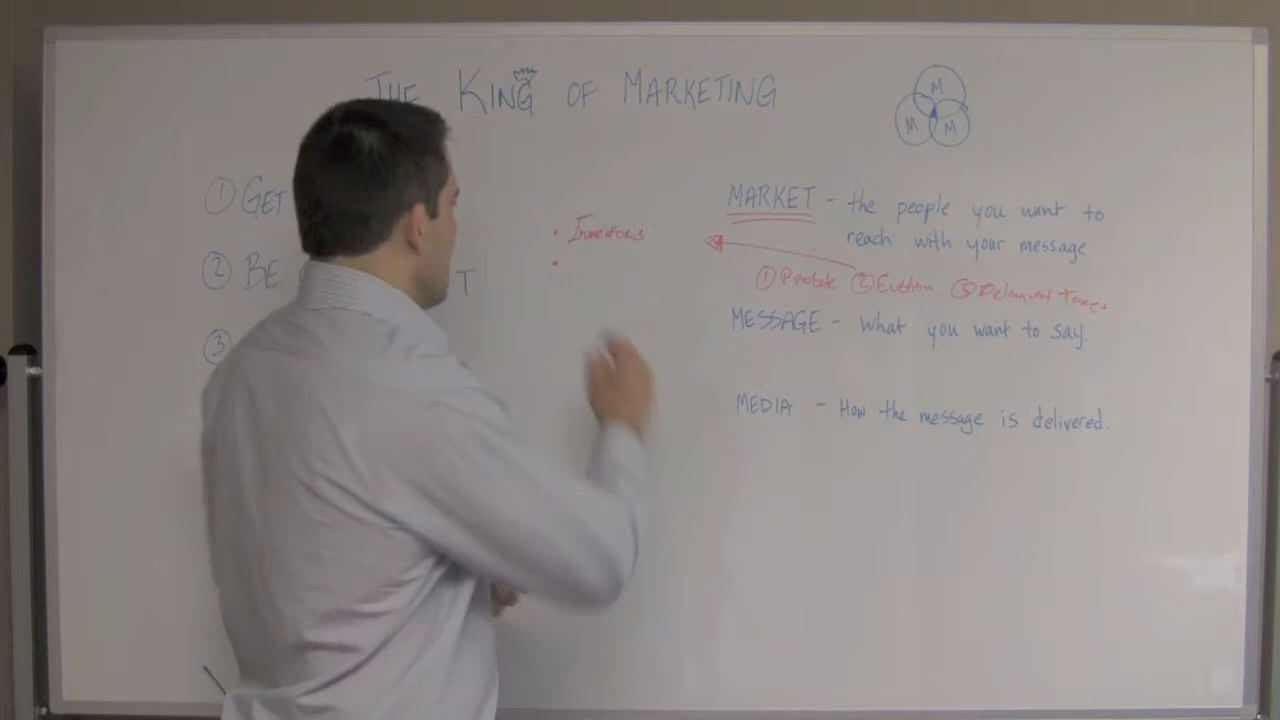 THE KING OF MARKETING
M
M M
① GET
② BE T
③
• Investors
•
MARKET - the people you want to
reach with your message
① Probate ② Eviction ③ Delinquent Taxes
MESSAGE - What you want to say.
MEDIA - How the message is delivered.